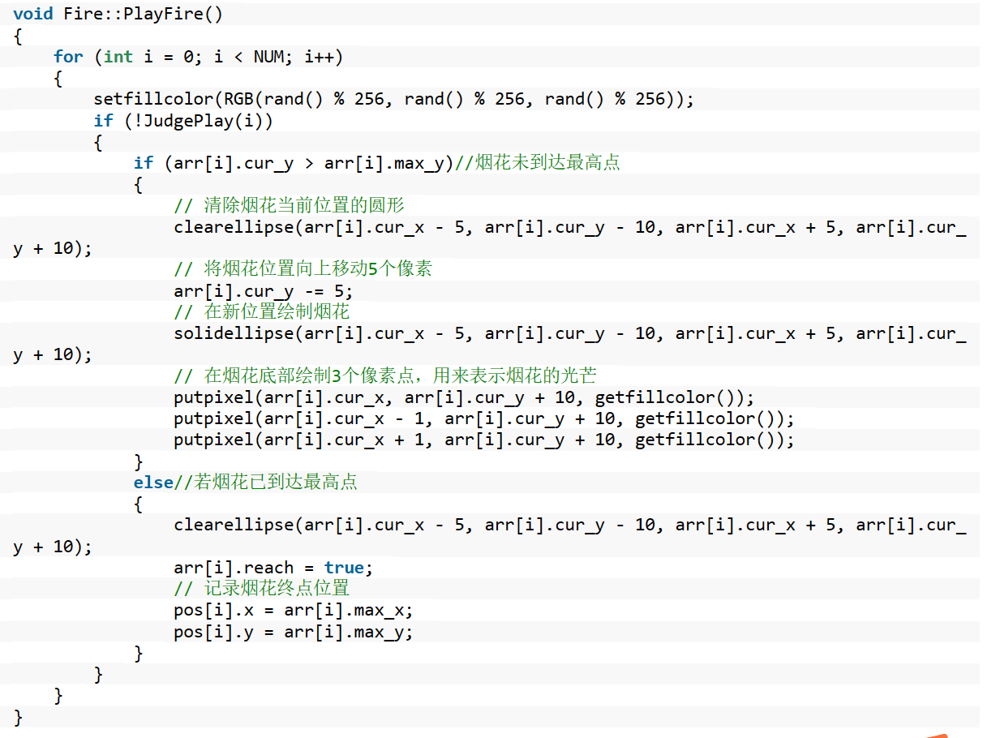 void Fire::PlayFire()
{
    for (int i = 0; i < NUM; i++)
    {
        setfillcolor(RGB(rand() % 256, rand() % 256, rand() % 256));
        if (!JudgePlay(i))
        {
            if (arr[i].cur_y > arr[i].max_y)//烟花未到达最高点
            {
                // 清除烟花当前位置的圆形
                clearellipse(arr[i].cur_x - 5, arr[i].cur_y - 10, arr[i].cur_x + 5, arr[i].cur_
y + 10);
                // 将烟花位置向上移动5个像素
                arr[i].cur_y -= 5;
                // 在新位置绘制烟花
                solidellipse(arr[i].cur_x - 5, arr[i].cur_y - 10, arr[i].cur_x + 5, arr[i].cur_
y + 10);
                // 在烟花底部绘制3个像素点，用来表示烟花的光芒
                putpixel(arr[i].cur_x, arr[i].cur_y + 10, getfillcolor());
                putpixel(arr[i].cur_x - 1, arr[i].cur_y + 10, getfillcolor());
                putpixel(arr[i].cur_x + 1, arr[i].cur_y + 10, getfillcolor());
            }
            else//若烟花已到达最高点
            {
                clearellipse(arr[i].cur_x - 5, arr[i].cur_y - 10, arr[i].cur_x + 5, arr[i].cur_
y + 10);
                arr[i].reach = true;
                // 记录烟花终点位置
                pos[i].x = arr[i].max_x;
                pos[i].y = arr[i].max_y;
            }
        }
    }
}